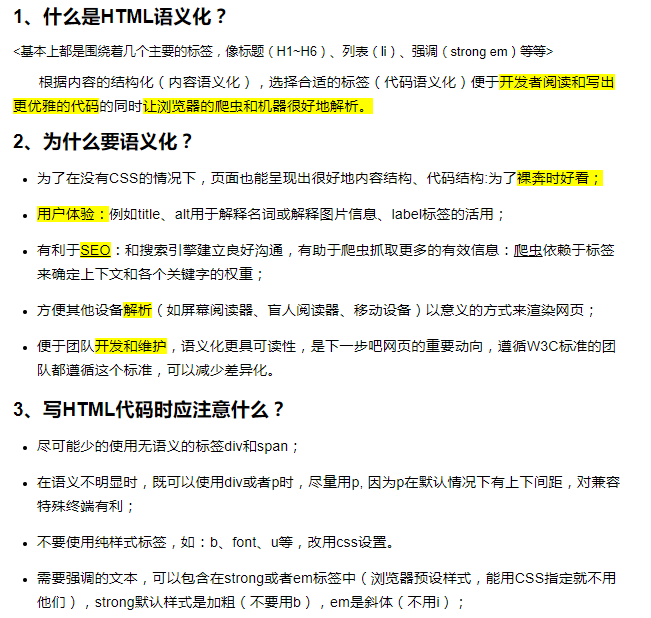 1、什么是HTML语义化？
<基本上都是围绕着几个主要的标签，像标题（H1~H6）、列表（li）、强调（strong em）等等>
根据内容的结构化（内容语义化），选择合适的标签（代码语义化）便于开发者阅读和写出
更优雅的代码的同时让浏览器的爬虫和机器很好地解析。
2、为什么要语义化？
• 为了在没有CSS的情况下，页面也能呈现出很好地内容结构、代码结构:为了裸奔时好看；
• 用户体验：例如title、alt用于解释名词或解释图片信息、label标签的活用；
• 有利于SEO：和搜索引擎建立良好沟通，有助于爬虫抓取更多的有效信息：爬虫依赖于标签
来确定上下文和各个关键字的权重；
• 方便其他设备解析（如屏幕阅读器、盲人阅读器、移动设备）以意义的方式来渲染网页；
• 便于团队开发和维护，语义化更具可读性，是下一步吧网页的重要动向，遵循W3C标准的团
队都遵循这个标准，可以减少差异化。
3、写HTML代码时应注意什么？
• 尽可能少的使用无语义的标签div和span；
• 在语义不明显时，既可以使用div或者p时，尽量用p, 因为p在默认情况下有上下间距，对兼容
特殊终端有利；
• 不要使用纯样式标签，如：b、font、u等，改用css设置。
• 需要强调的文本，可以包含在strong或者em标签中（浏览器预设样式，能用CSS指定就不用
他们），strong默认样式是加粗（不要用b），em是斜体（不用i）；